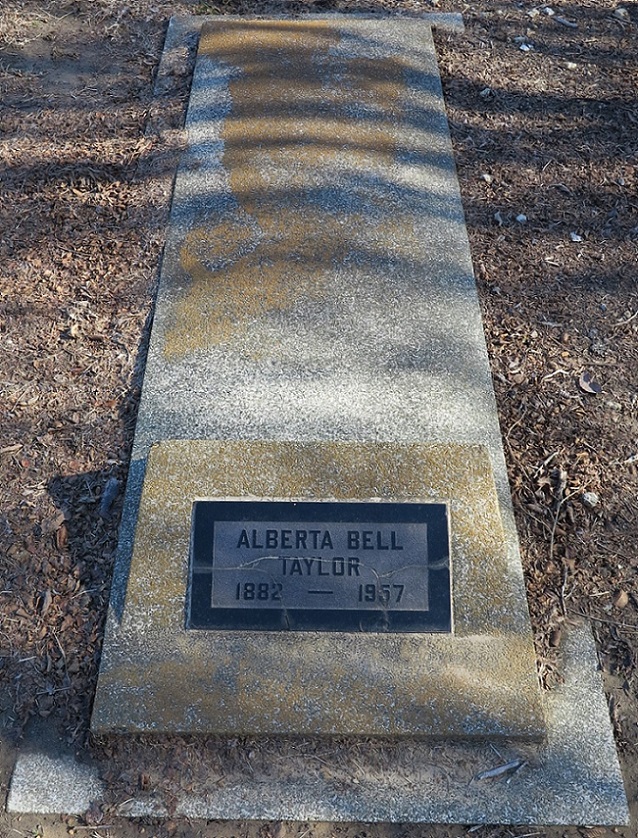 ALBERTA BELL
TAYLOR
1882 — 1957